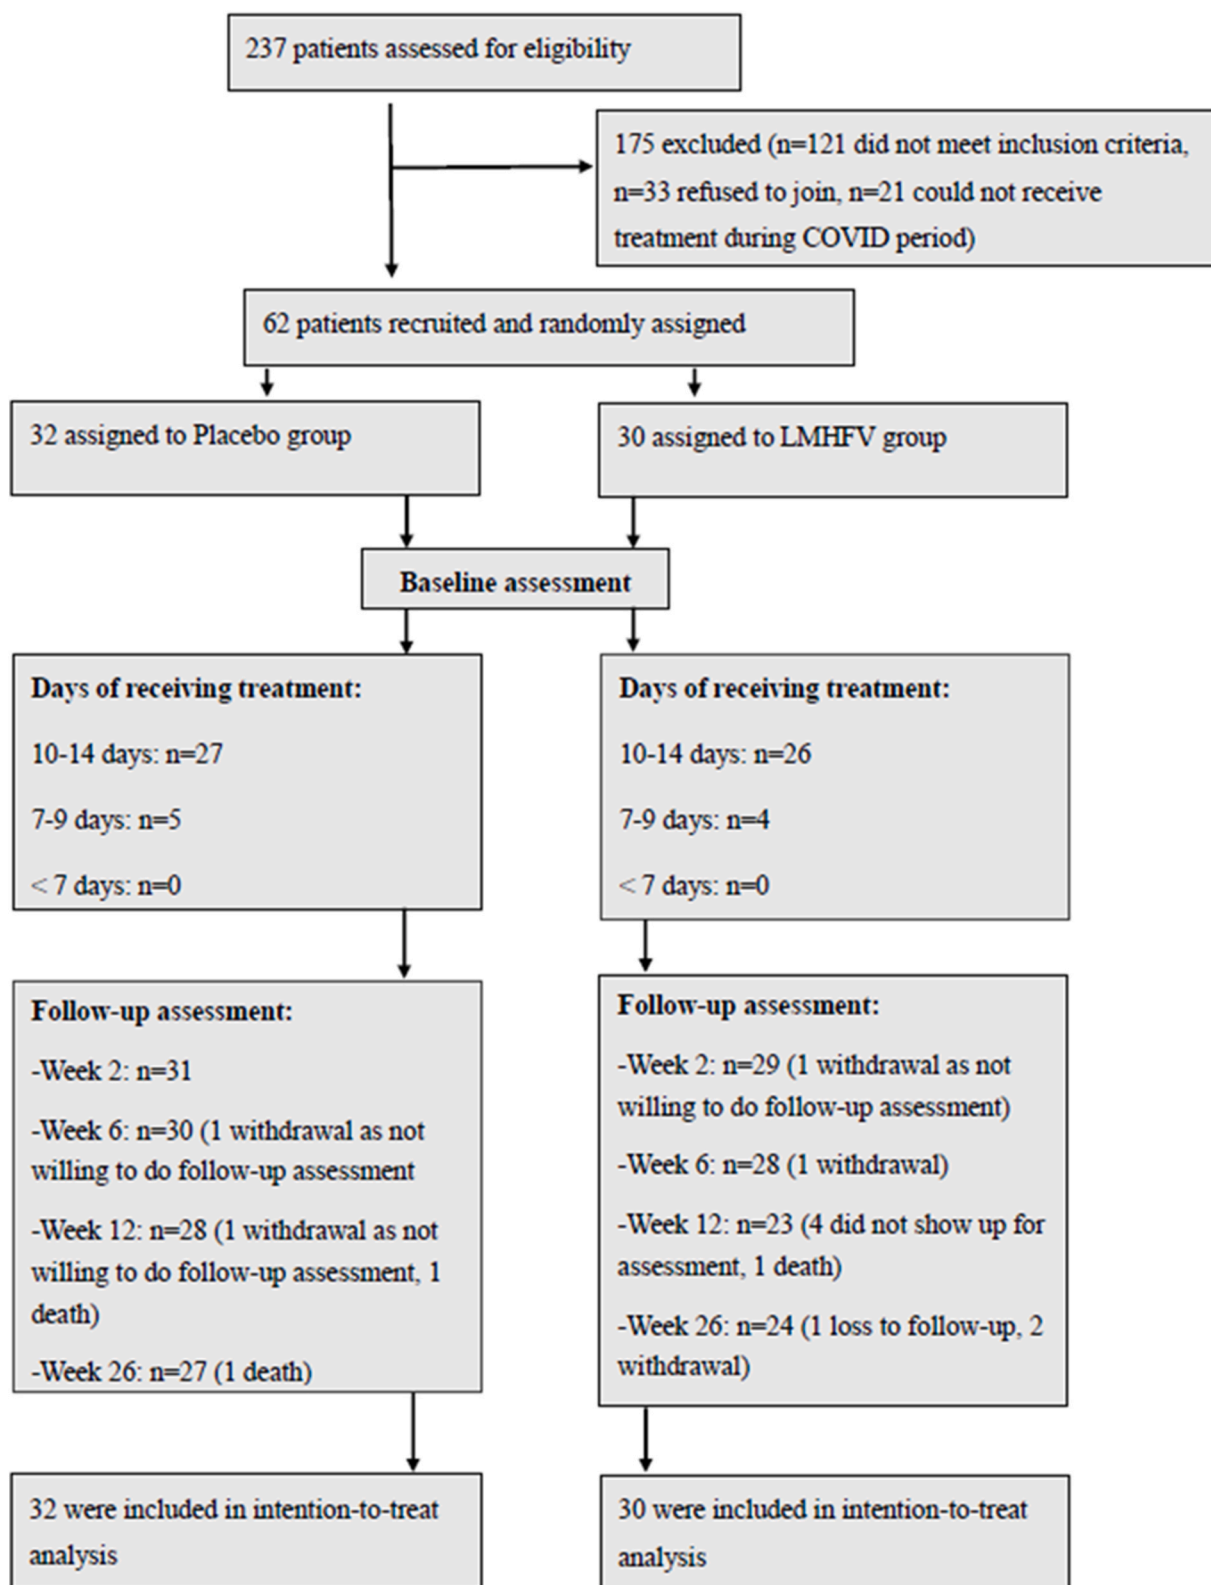 237 patients assessed for eligibility
175 excluded (n=121 did not meet inclusion criteria,
n=33 refused to join, n=21 could not receive
treatment during COVID period)
62 patients recruited and randomly assigned
32 assigned to Placebo group
30 assigned to LMHFV group
Baseline assessment
Days of receiving treatment:
10-14 days: n=27
7-9 days: n=5
< 7 days: n=0
Days of receiving treatment:
10-14 days: n=26
7-9 days: n=4
< 7 days: n=0
Follow-up assessment:
-Week 2: n=31
-Week 6: n=30 (1 withdrawal as not
willing to do follow-up assessment
-Week 12: n=28 (1 withdrawal as not
willing to do follow-up assessment, 1
death)
-Week 26: n=27 (1 death)
Follow-up assessment:
-Week 2: n=29 (1 withdrawal as not
willing to do follow-up assessment)
-Week 6: n=28 (1 withdrawal)
-Week 12: n=23 (4 did not show up for
assessment, 1 death)
-Week 26: n=24 (1 loss to follow-up, 2
withdrawal)
32 were included in intention-to-treat
analysis
30 were included in intention-to-treat
analysis